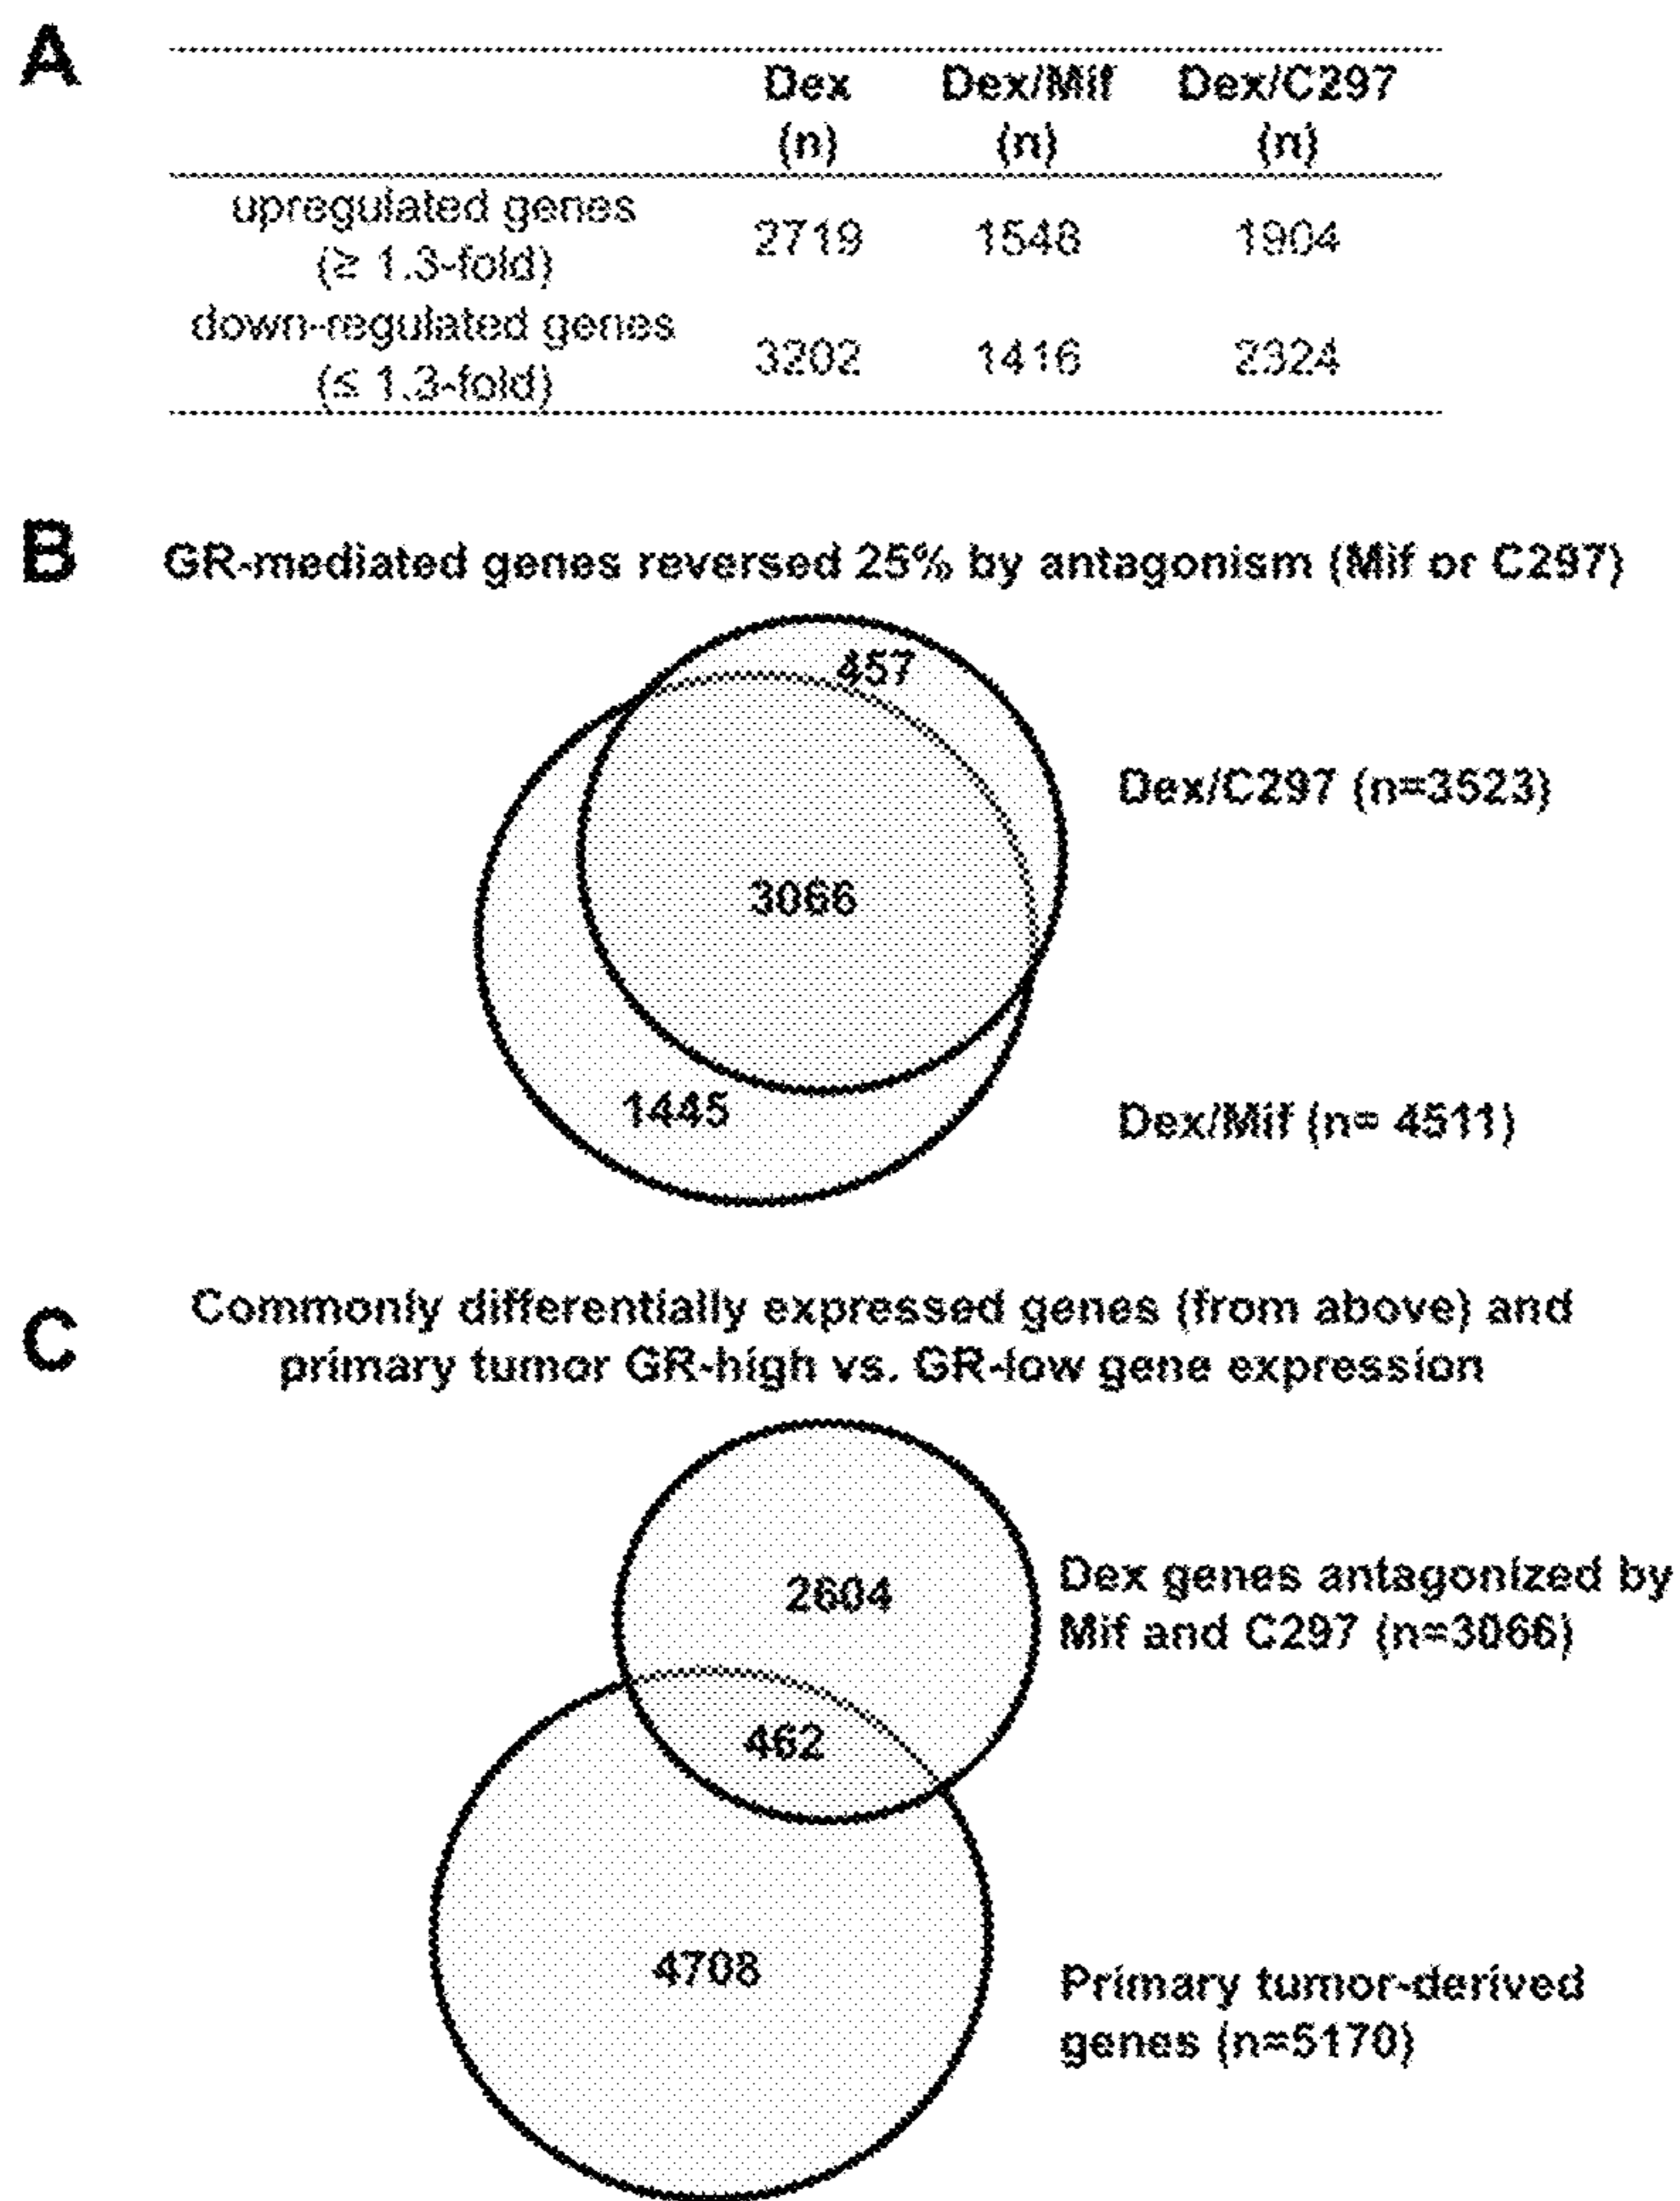 A
Dex Dex/Mif Dex/C297
(n) (n) (n)
upregulated genes
(≥ 1.3-fold)
2719 1548 1904
down-regulated genes
(≤ 1.3-fold)
3202 1416 2324
B
GR-mediated genes reversed 25% by antagonism (Mif or C297)
457
Dex/C297 (n=3523)
3066
1445
Dex/Mif (n= 4511)
C
Commonly differentially expressed genes (from above) and
primary tumor GR-high vs. GR-low gene expression
2604
Dex genes antagonized by
Mif and C297 (n=3066)
462
4708
Primary tumor-derived
genes (n=5170)